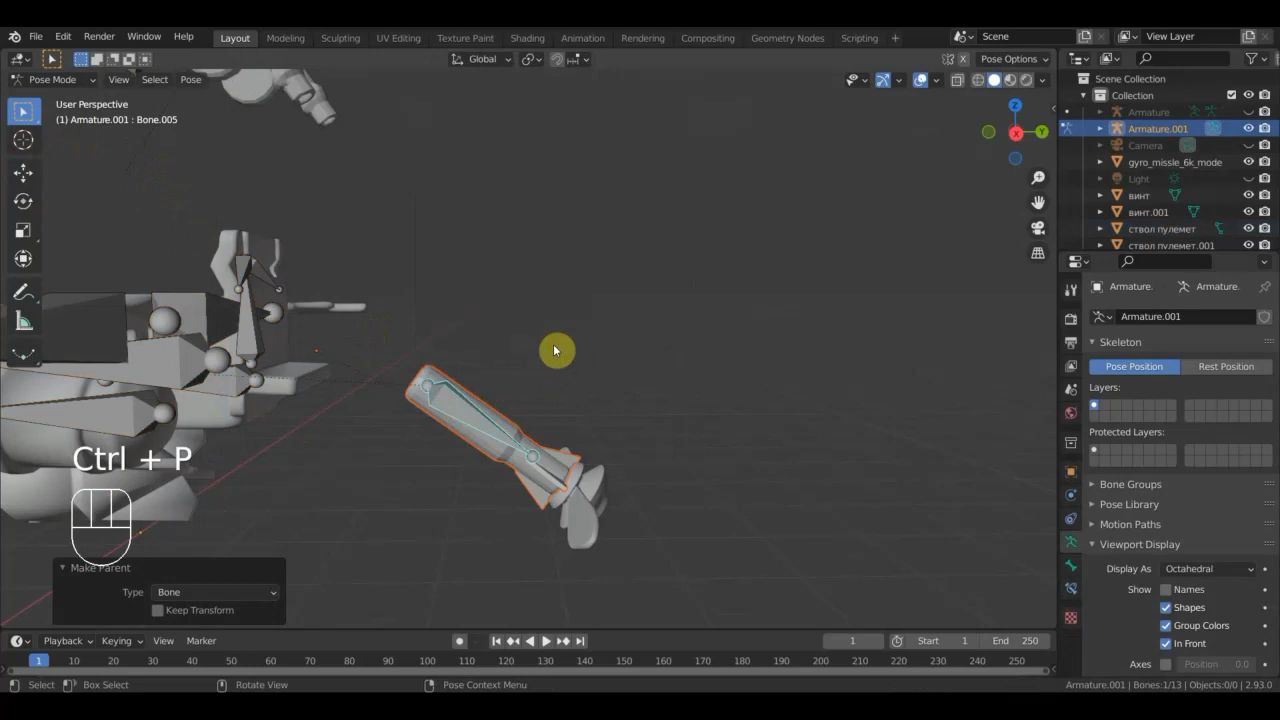 File Edit Render Window Help Layout Modeling Sculpting UV Editing Texture Paint Shading Animation Rendering Compositing Geometry Nodes Scripting + Scene View Layer
Global Pose Options
Pose Mode View Select Pose
User Perspective
(1) Armature.001 : Bone.005
X
Y
Z
Scene Collection
Collection
Armature
Armature.001
Camera
gyro_missle_6k_mode
Light
винт
винт.001
ствол пулемет
ствол пулемет.001
Armature. Armature.
Armature.001
Skeleton
Pose Position Rest Position
Layers:
Protected Layers:
Bone Groups
Pose Library
Motion Paths
Viewport Display
Display As Octahedral
Show Names
Shapes
Group Colors
In Front
Axes Position 0.0
Ctrl + P
Make Parent
Type Bone
Keep Transform
Playback Keying View Marker 1 Start 1 End 250
1 10 20 30 40 50 60 70 80 90 100 110 120 130 140 150 160 170 180 190 200 210 220 230 240 250
Select Box Select Rotate View Pose Context Menu Armature.001 | Bones:1/13 | Objects:0/0 | 2.93.0